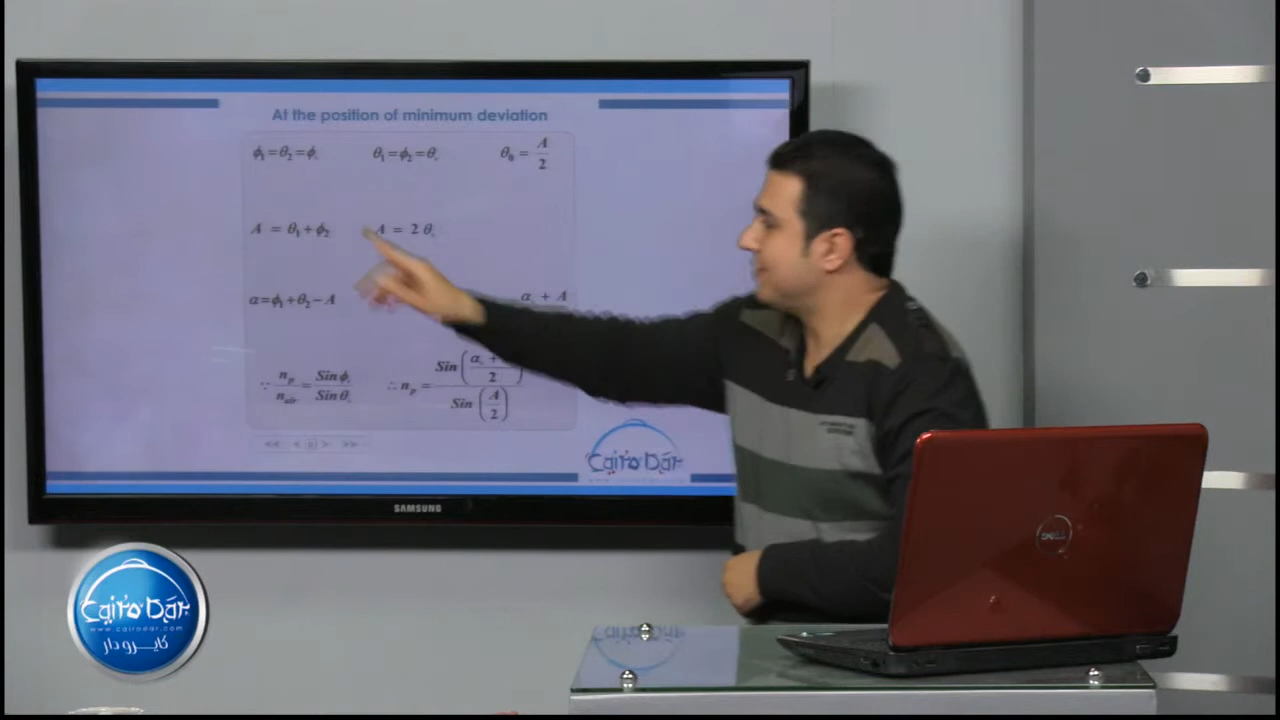 At the position of minimum deviation
ϕ₁=θ₂=ϕ∘ θ₁=ϕ₂=θ∘ θ₀ = A/2
A = θ₁+ϕ₂ A = 2 θ∘
α=ϕ₁+θ₂−A α∘ + A
∵ n_p/n_air = Sin ϕ∘/Sin θ∘ ∴ n_p = Sin(α∘ + /2)/Sin(A/2)
<< < || > >>
Cairo Dar
SAMSUNG
Cairo Dar
www.cairodar.com
كايرو دار
DELL